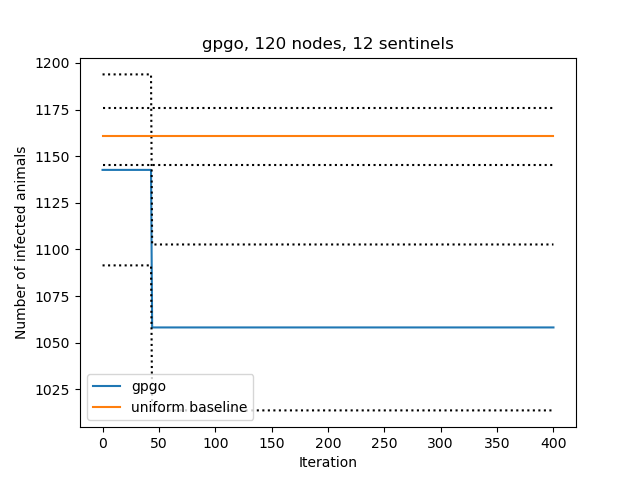 gpgo, 120 nodes, 12 sentinels
1200
1175
1150
1125
1100
1075
1050
1025
Number of infected animals
gpgo
uniform baseline
0 50 100 150 200 250 300 350 400
Iteration